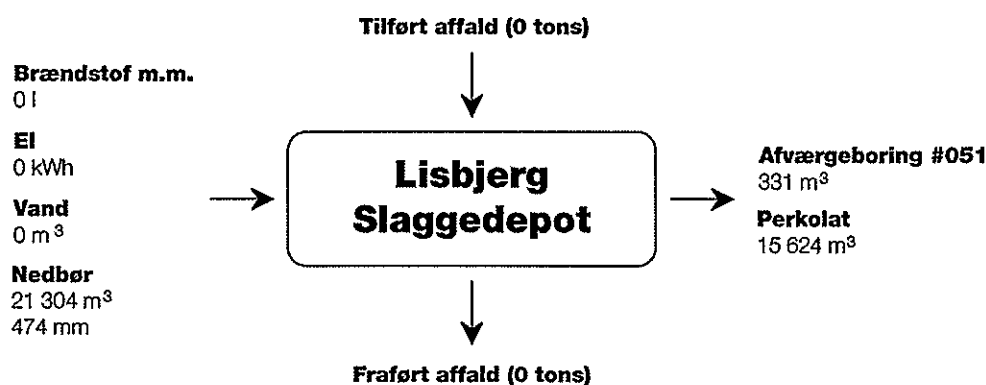 Tilført affald (0 tons)
Brændstof m.m.
0 l
El
0 kWh
Vand
0 m³
Nedbør
21 304 m³
474 mm
Lisbjerg
Slaggedepot
Afværgeboring #051
331 m³
Perkolat
15 624 m³
Fraført affald (0 tons)